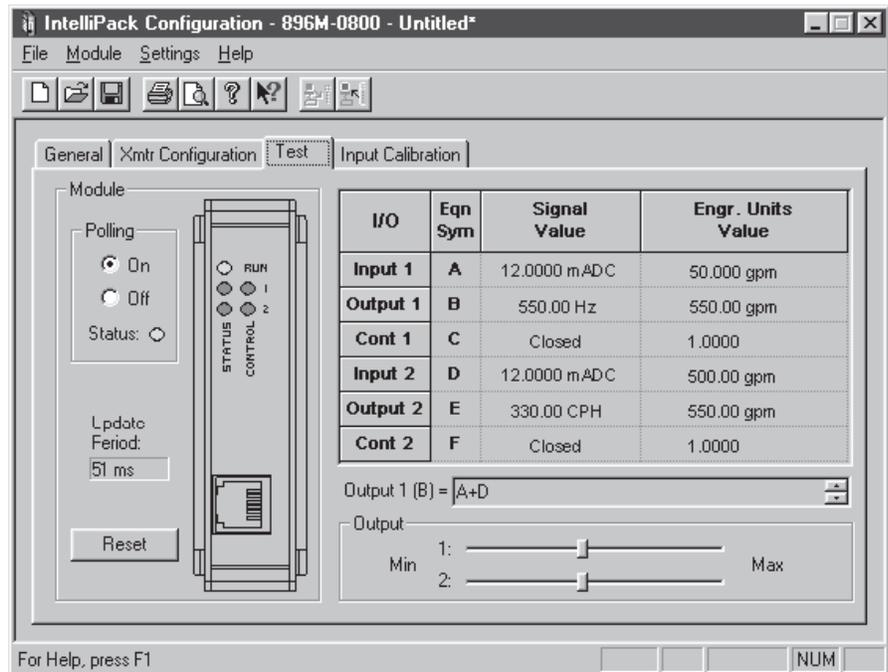 IntelliPack Configuration - 896M-0800 - Untitled*
File Module Settings Help
General Xmtr Configuration Test Input Calibration
Module
Polling
On
Off
Status:
RUN
1
2
STATUS
CONTROL
Update
Period:
51 ms
Reset
I/O Eqn Sym Signal Value Engr. Units Value
Input 1 A 12.0000 mADC 50.000 gpm
Output 1 B 550.00 Hz 550.00 gpm
Cont 1 C Closed 1.0000
Input 2 D 12.0000 mADC 500.00 gpm
Output 2 E 330.00 CPH 550.00 gpm
Cont 2 F Closed 1.0000
Output 1 (B) = A+D
Output
1:
Min Max
2:
For Help, press F1 NUM